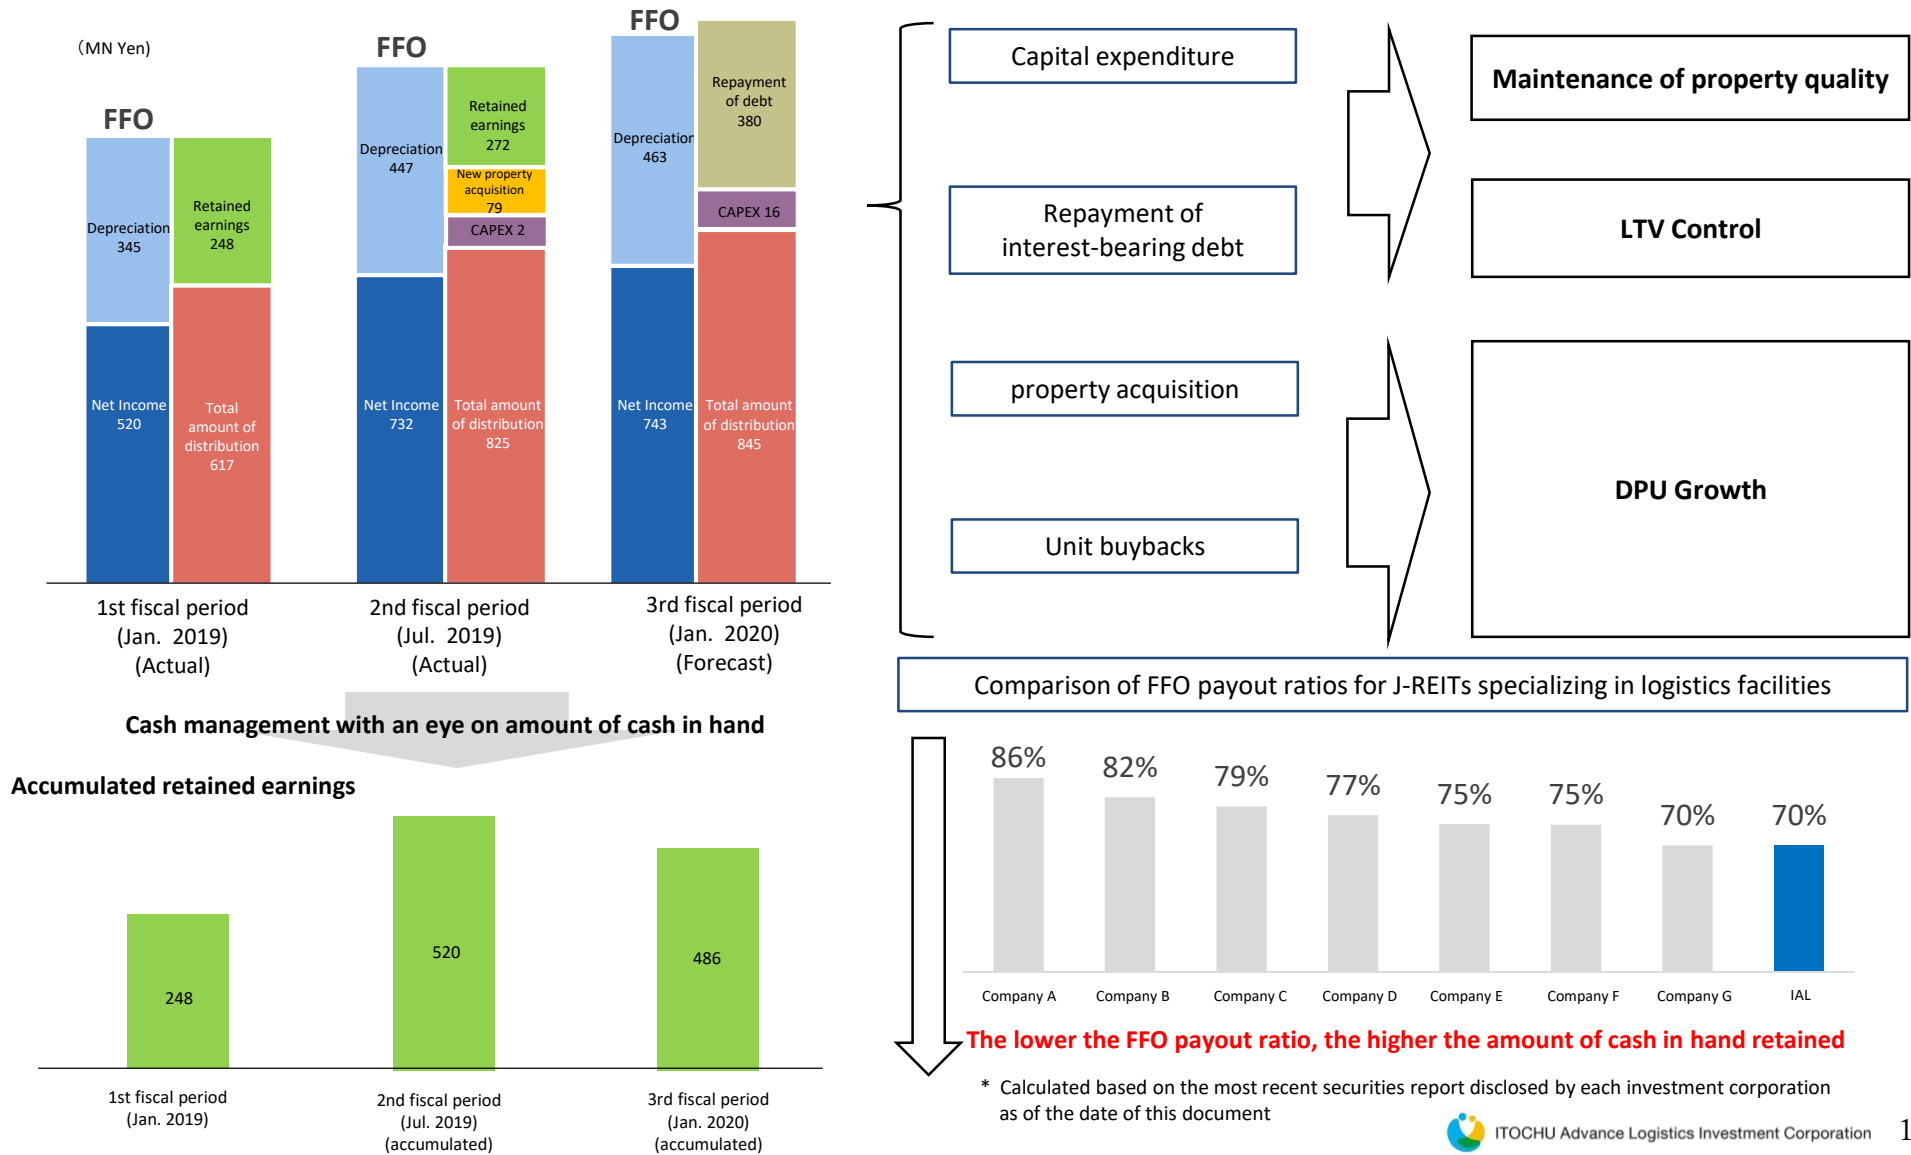 （MN Yen)
FFO
Depreciation
345
Net Income
520
Retained
earnings
248
Total
amount of
distribution
617
FFO
Depreciation
447
Net Income
732
Retained
earnings
272
New property
acquisition
79
CAPEX 2
Total amount
of distribution
825
FFO
Depreciation
463
Net Income
743
Repayment
of debt
380
CAPEX 16
Total amount
of distribution
845
1st fiscal period
(Jan. 2019)
(Actual)
2nd fiscal period
(Jul. 2019)
(Actual)
3rd fiscal period
(Jan. 2020)
(Forecast)
Cash management with an eye on amount of cash in hand
Accumulated retained earnings
248
520
486
1st fiscal period
(Jan. 2019)
2nd fiscal period
(Jul. 2019)
(accumulated)
3rd fiscal period
(Jan. 2020)
(accumulated)
Capital expenditure
Repayment of
interest-bearing debt
property acquisition
Unit buybacks
Maintenance of property quality
LTV Control
DPU Growth
Comparison of FFO payout ratios for J-REITs specializing in logistics facilities
86%
82%
79%
77%
75%
75%
70%
70%
Company A
Company B
Company C
Company D
Company E
Company F
Company G
IAL
The lower the FFO payout ratio, the higher the amount of cash in hand retained
* Calculated based on the most recent securities report disclosed by each investment corporation
as of the date of this document
ITOCHU Advance Logistics Investment Corporation
1